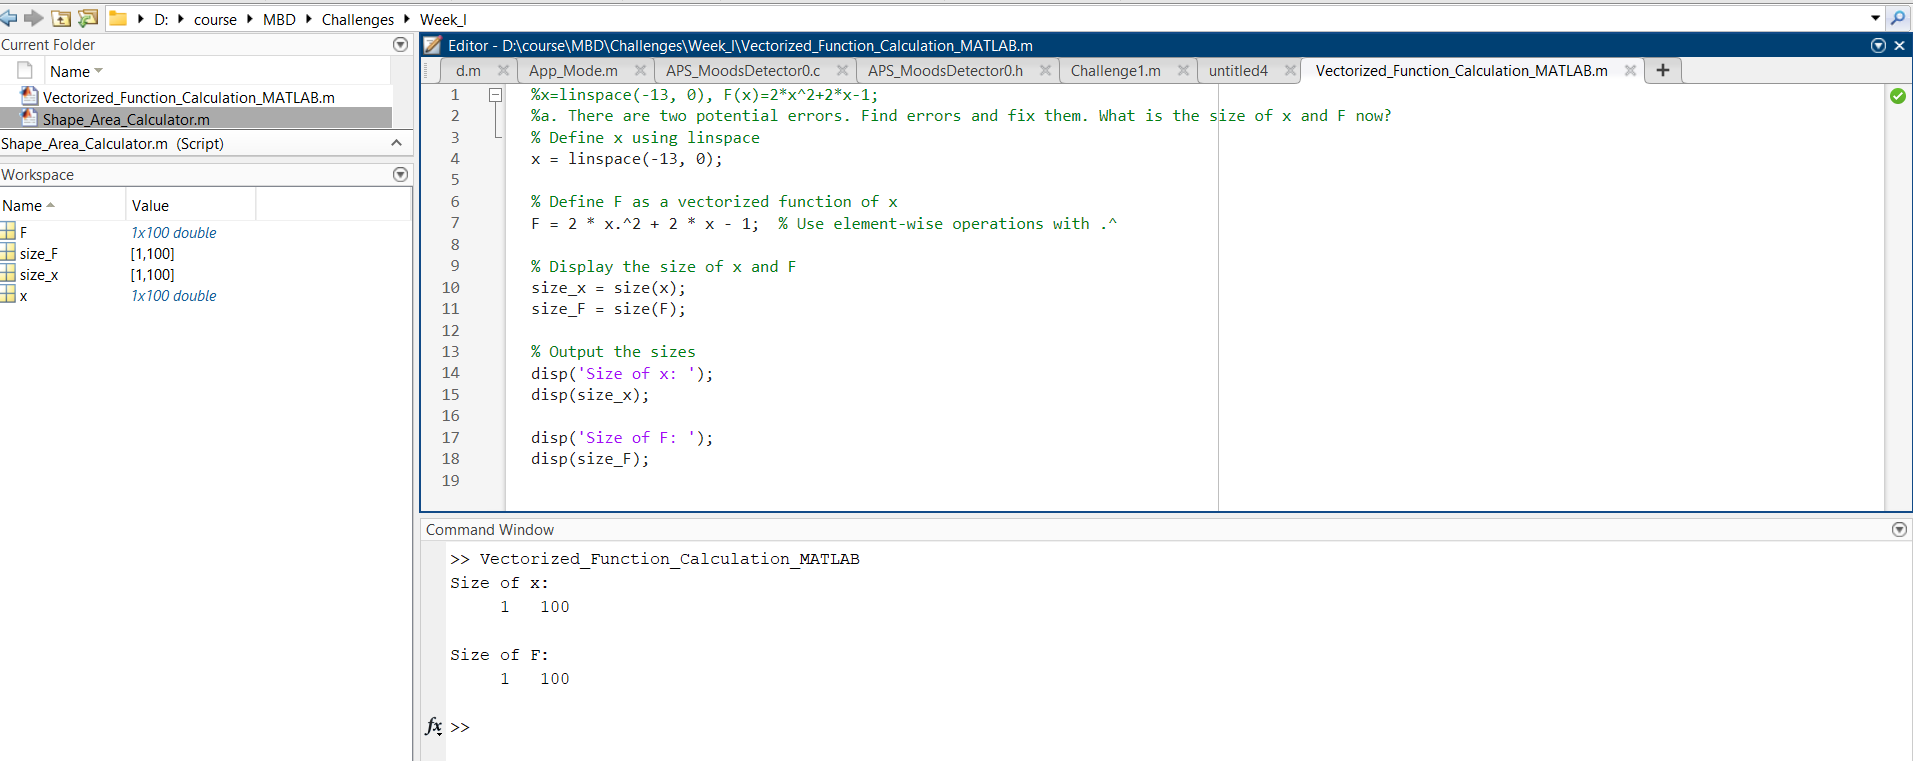 D: course MBD Challenges Week_I
Current Folder
Name
Vectorized_Function_Calculation_MATLAB.m
Shape_Area_Calculator.m
Shape_Area_Calculator.m (Script)
Workspace
Name Value
F 1x100 double
size_F [1,100]
size_x [1,100]
x 1x100 double
Editor - D:\course\MBD\Challenges\Week_I\Vectorized_Function_Calculation_MATLAB.m
d.m App_Mode.m APS_MoodsDetector0.c APS_MoodsDetector0.h Challenge1.m untitled4 Vectorized_Function_Calculation_MATLAB.m +
1 %x=linspace(-13, 0), F(x)=2*x^2+2*x-1;
2 %a. There are two potential errors. Find errors and fix them. What is the size of x and F now?
3 % Define x using linspace
4 x = linspace(-13, 0);
5
6 % Define F as a vectorized function of x
7 F = 2 * x.^2 + 2 * x - 1;  % Use element-wise operations with .^
8
9 % Display the size of x and F
10 size_x = size(x);
11 size_F = size(F);
12
13 % Output the sizes
14 disp('Size of x: ');
15 disp(size_x);
16
17 disp('Size of F: ');
18 disp(size_F);
19
Command Window
>> Vectorized_Function_Calculation_MATLAB
Size of x:
1 100
Size of F:
1 100
fx >>